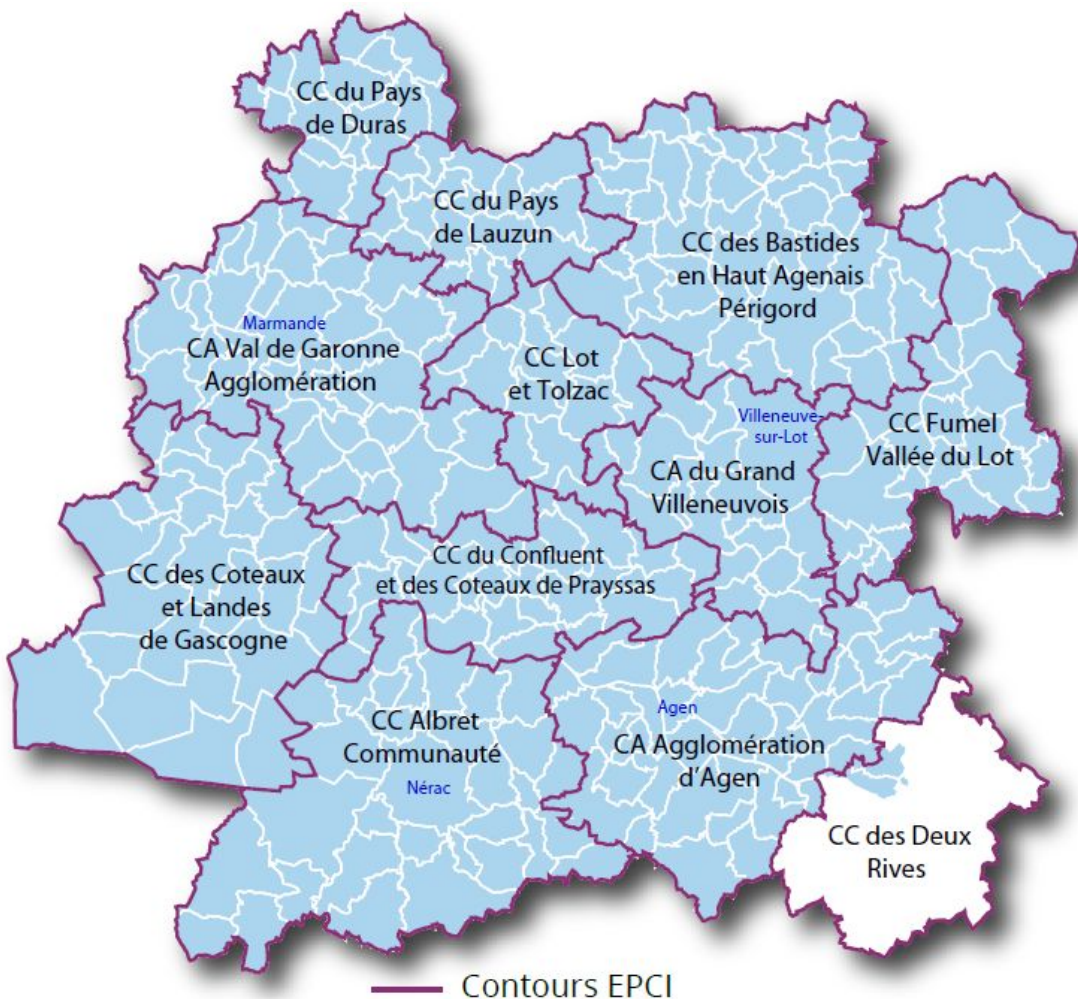 CC du Pays
de Duras
CC du Pays
de Lauzun
CC des Bastides
en Haut Agenais
Périgord
Marmande
CA Val de Garonne
Agglomération
CC Lot
et Tolzac
Villeneuve-
sur-Lot
CC Fumel
Vallée du Lot
CA du Grand
Villeneuvois
CC du Confluent
et des Coteaux de Prayssas
CC des Coteaux
et Landes
de Gascogne
Agen
CC Albret
Communauté
CA Agglomération
d'Agen
Nérac
CC des Deux
Rives
Contours EPCI